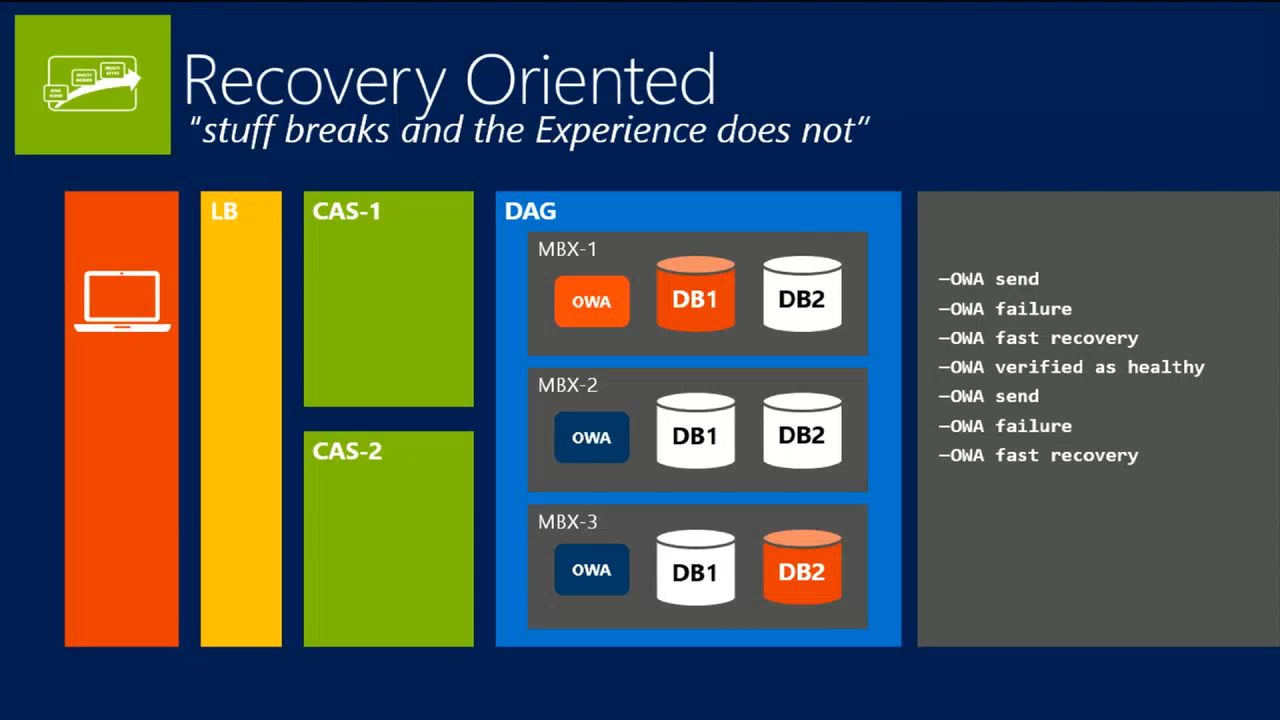 Recovery Oriented
"stuff breaks and the Experience does not"
LB
CAS-1
CAS-2
DAG
MBX-1
OWA
DB1
DB2
MBX-2
OWA
DB1
DB2
MBX-3
OWA
DB1
DB2
—OWA send
—OWA failure
—OWA fast recovery
—OWA verified as healthy
—OWA send
—OWA failure
—OWA fast recovery